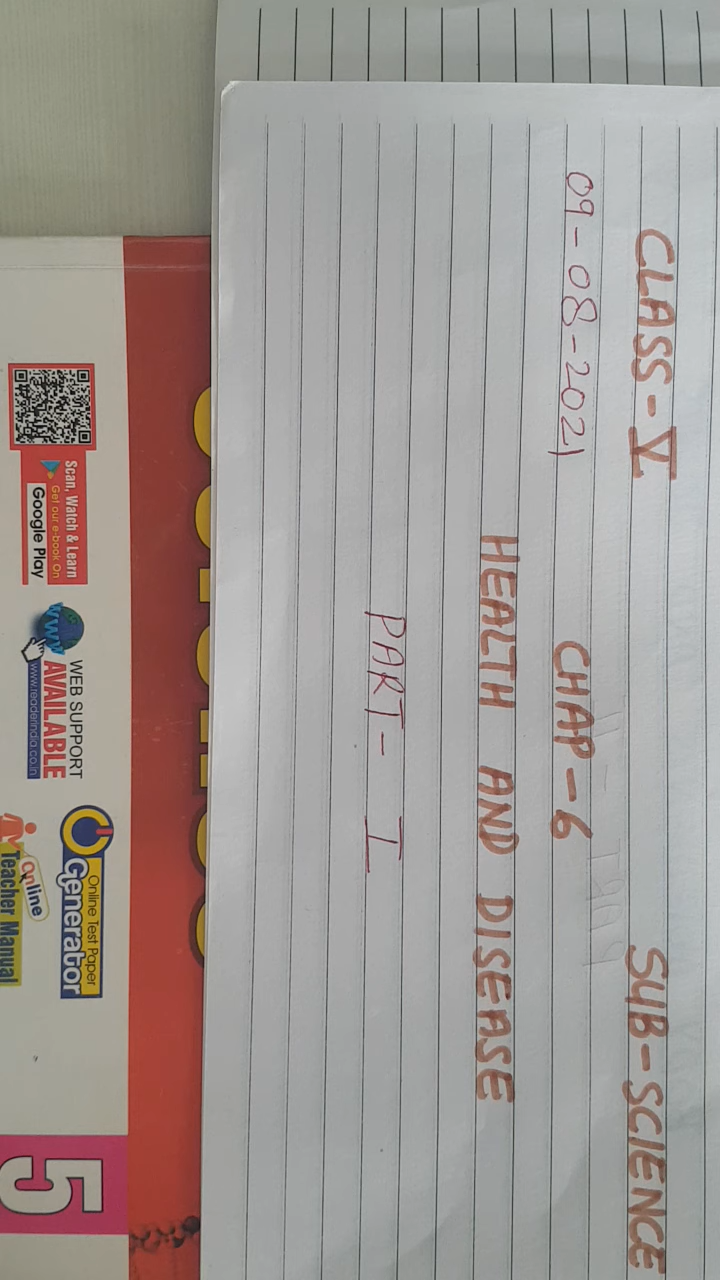 CLASS-V SUB-SCIENCE
09-08-2021 CHAP-6
HEALTH AND DISEASE
PART- I
Scan, Watch & Learn
Get our e-book On
Google Play
WEB SUPPORT
AVAILABLE
www.readerindia.co.in
www
Online Test Paper
Generator
Online
Teacher Manual
5